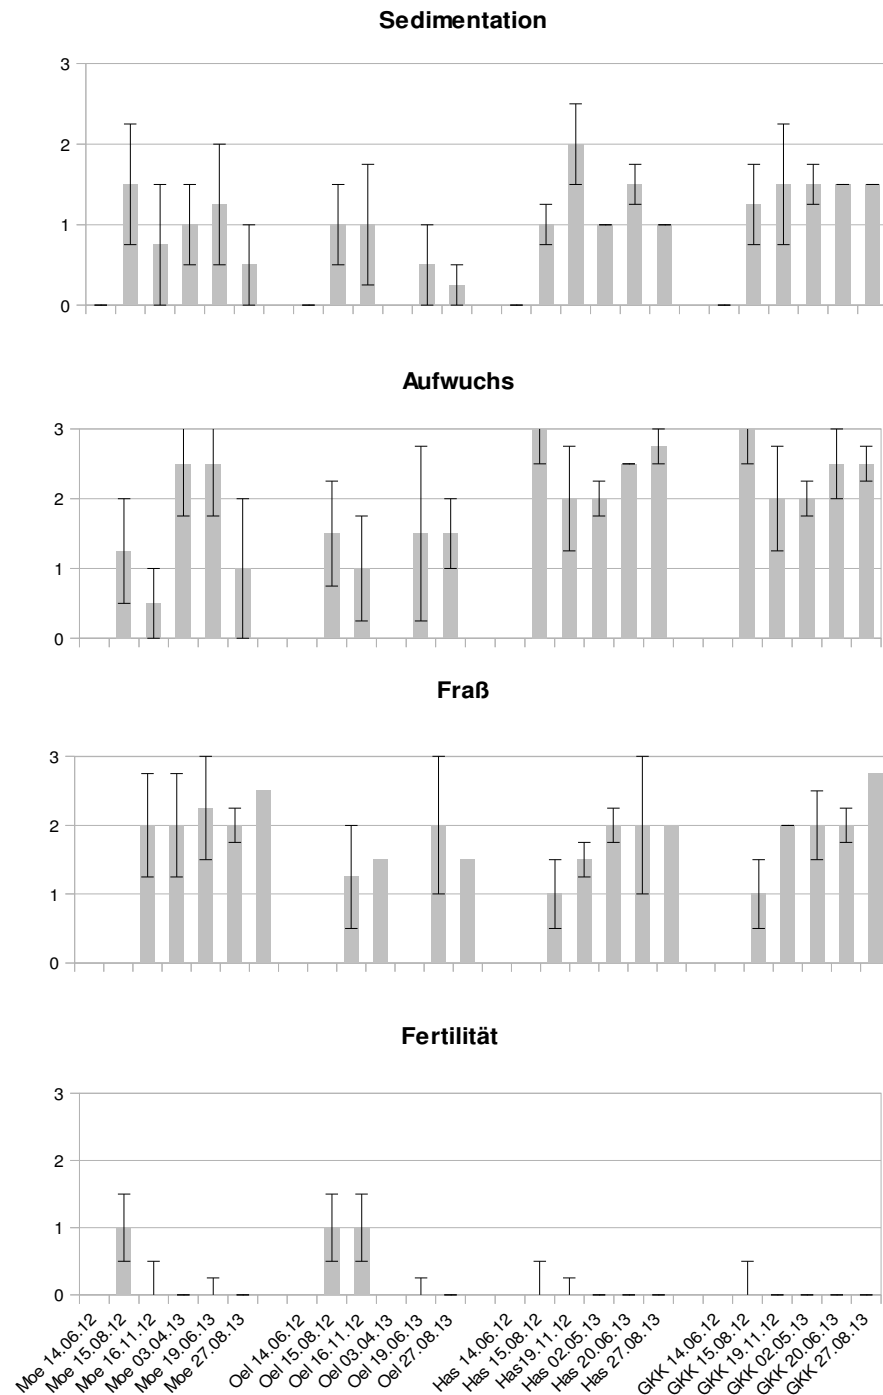 Sedimentation
3
2
1
0
Aufwuchs
3
2
1
0
Fraß
3
2
1
0
Fertilität
3
2
1
0
Moe 14.06.12
Moe 15.08.12
Moe 16.11.12
Moe 03.04.13
Moe 19.06.13
Moe 27.08.13
Oel 14.06.12
Oel 15.08.12
Oel 16.11.12
Oel 03.04.13
Oel 19.06.13
Oel 27.08.13
Has 14.06.12
Has 15.08.12
Has 19.11.12
Has 02.05.13
Has 20.06.13
Has 27.08.13
GKK 14.06.12
GKK 15.08.12
GKK 19.11.12
GKK 02.05.13
GKK 20.06.13
GKK 27.08.13